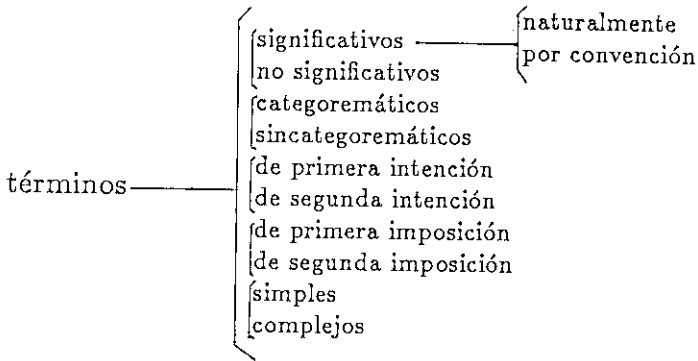 significativos naturalmente
no significativos por convención
categoremáticos
sincategoremáticos
términos de primera intención
de segunda intención
de primera imposición
de segunda imposición
simples
complejos